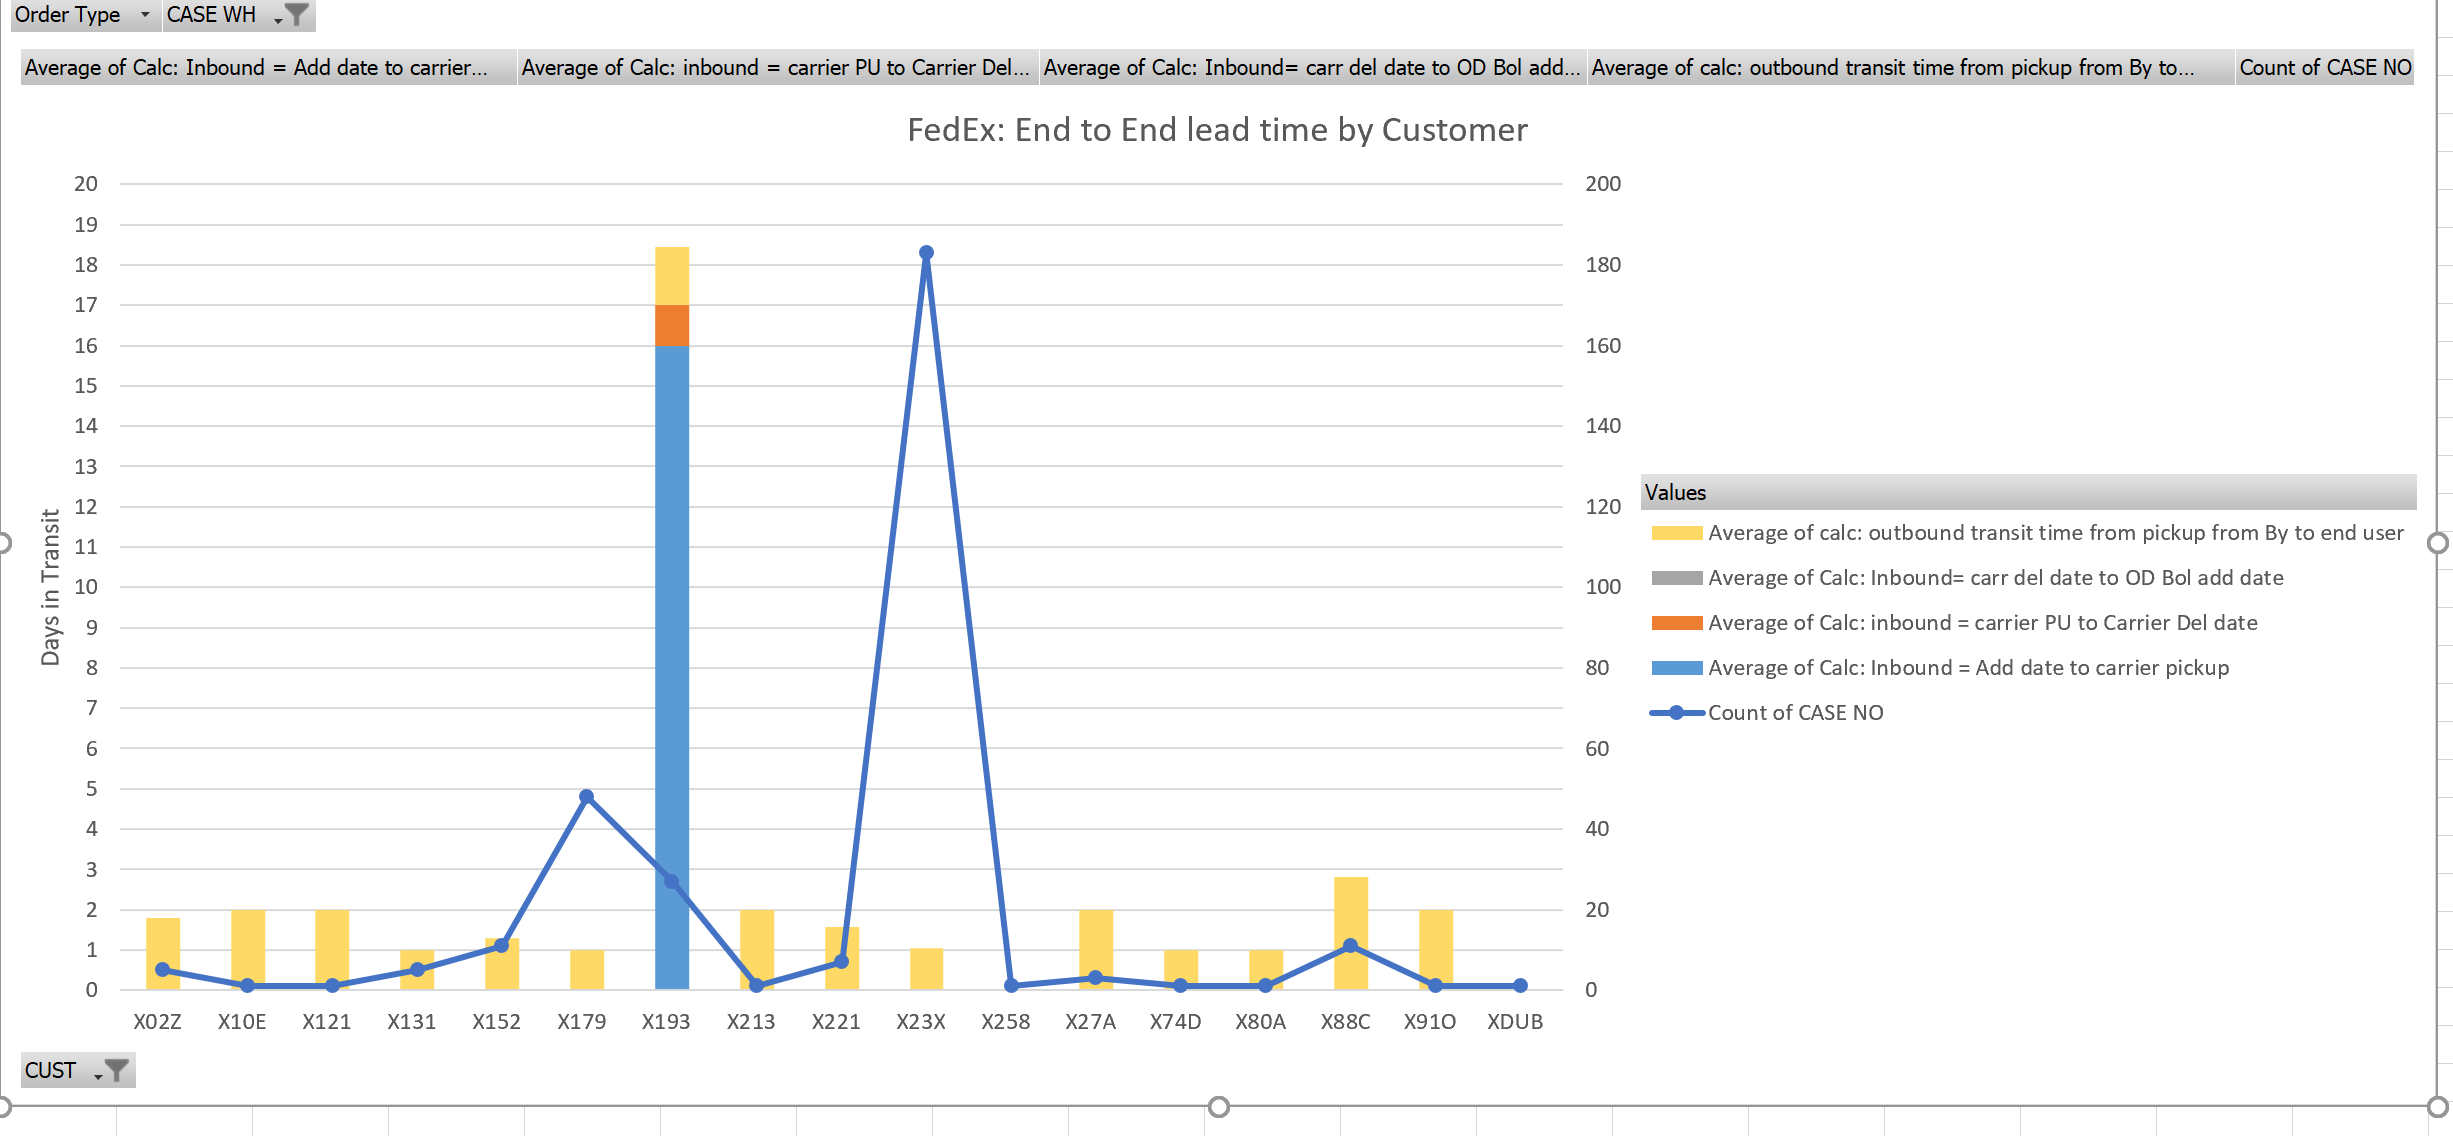 Order Type CASE WH
Average of Calc: Inbound = Add date to carrier... Average of Calc: inbound = carrier PU to Carrier Del... Average of Calc: Inbound= carr del date to OD Bol add... Average of calc: outbound transit time from pickup from By to... Count of CASE NO
FedEx: End to End lead time by Customer
20 200
19
18 180
17
16 160
15
14 140
13
12 120
11
10 100
9
8 80
7
6 60
5
4 40
3
2 20
1
0 0
Days in Transit
Values
Average of calc: outbound transit time from pickup from By to end user
Average of Calc: Inbound= carr del date to OD Bol add date
Average of Calc: inbound = carrier PU to Carrier Del date
Average of Calc: Inbound = Add date to carrier pickup
Count of CASE NO
X02Z X10E X121 X131 X152 X179 X193 X213 X221 X23X X258 X27A X74D X80A X88C X91O XDUB
CUST